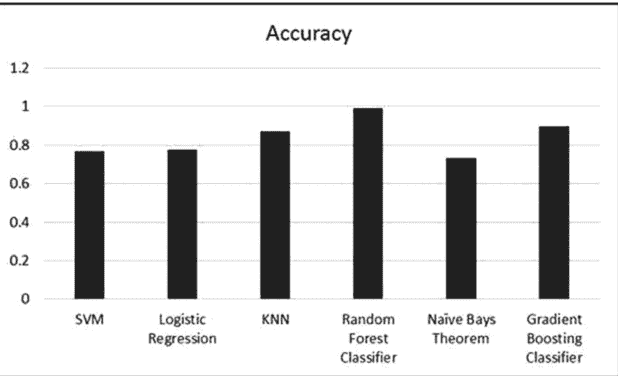 Accuracy
1.2
1
0.8
0.6
0.4
0.2
0
SVM
Logistic
Regression
KNN
Random
Forest
Classifier
Naïve Bays
Theorem
Gradient
Boosting
Classifier